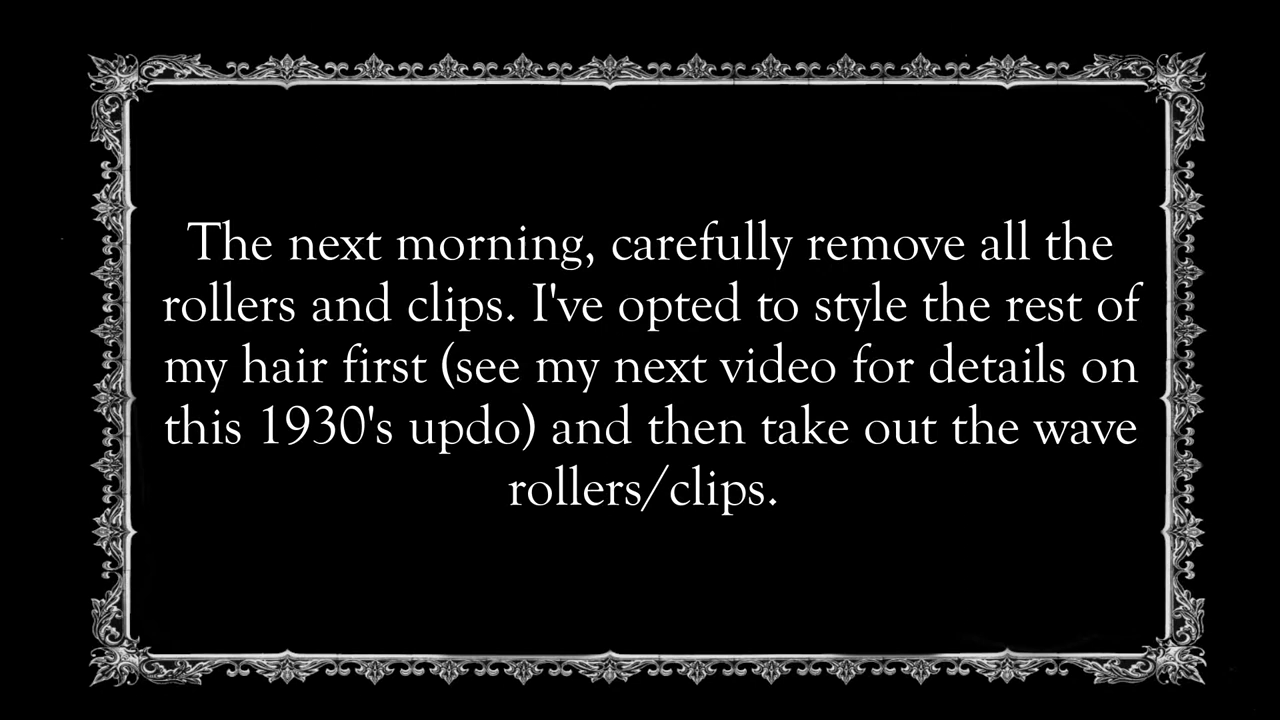 The next morning, carefully remove all the
rollers and clips. I've opted to style the rest of
my hair first (see my next video for details on
this 1930's updo) and then take out the wave
rollers/clips.